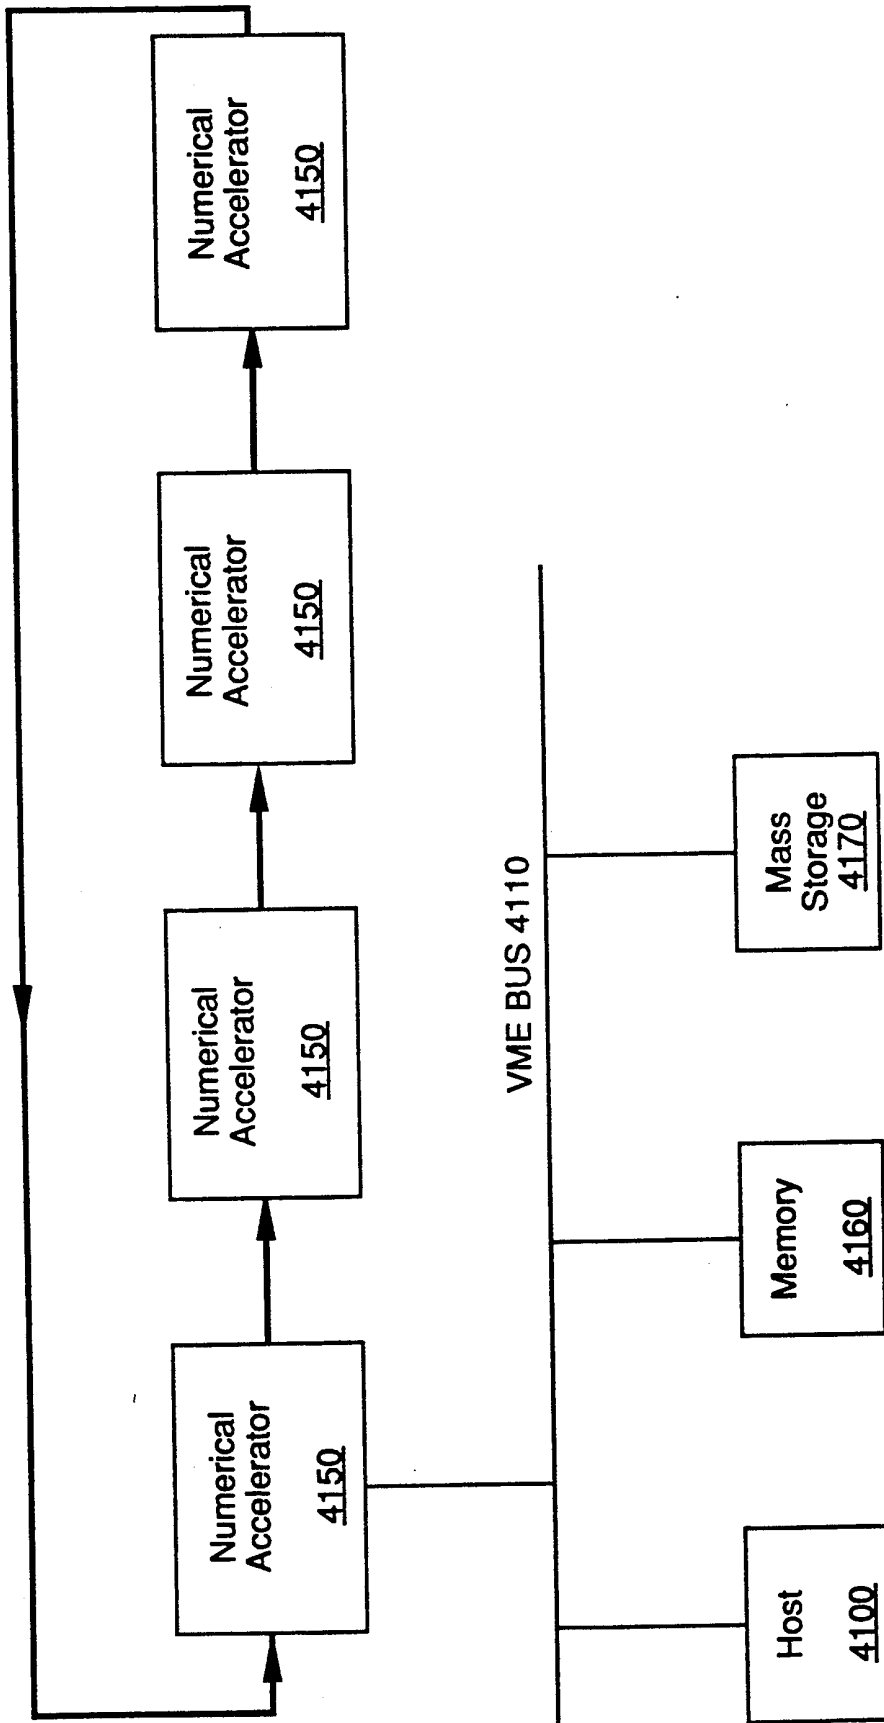 Numerical
Accelerator
4150
Numerical
Accelerator
4150
Numerical
Accelerator
4150
Numerical
Accelerator
4150
VME BUS 4110
Host
4100
Memory
4160
Mass
Storage
4170